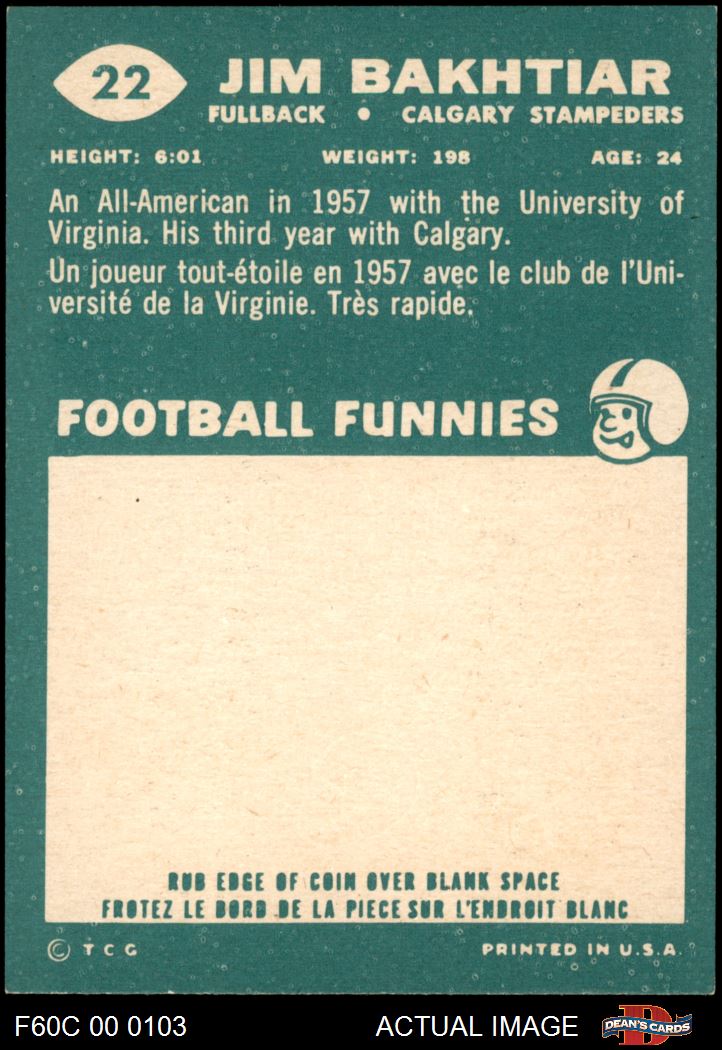 22 JIM BAKHTIAR
FULLBACK • CALGARY STAMPEDERS
HEIGHT: 6:01 WEIGHT: 198 AGE: 24
An All-American in 1957 with the University of
Virginia. His third year with Calgary.
Un joueur tout-étoile en 1957 avec le club de l'Uni-
versité de la Virginie. Très rapide.
FOOTBALL FUNNIES
RUB EDGE OF COIN OVER BLANK SPACE
FROTEZ LE BORD DE LA PIECE SUR L'ENDROIT BLANC
© T C G PRINTED IN U.S.A.
F60C 00 0103 ACTUAL IMAGE D DEAN'S CARDS